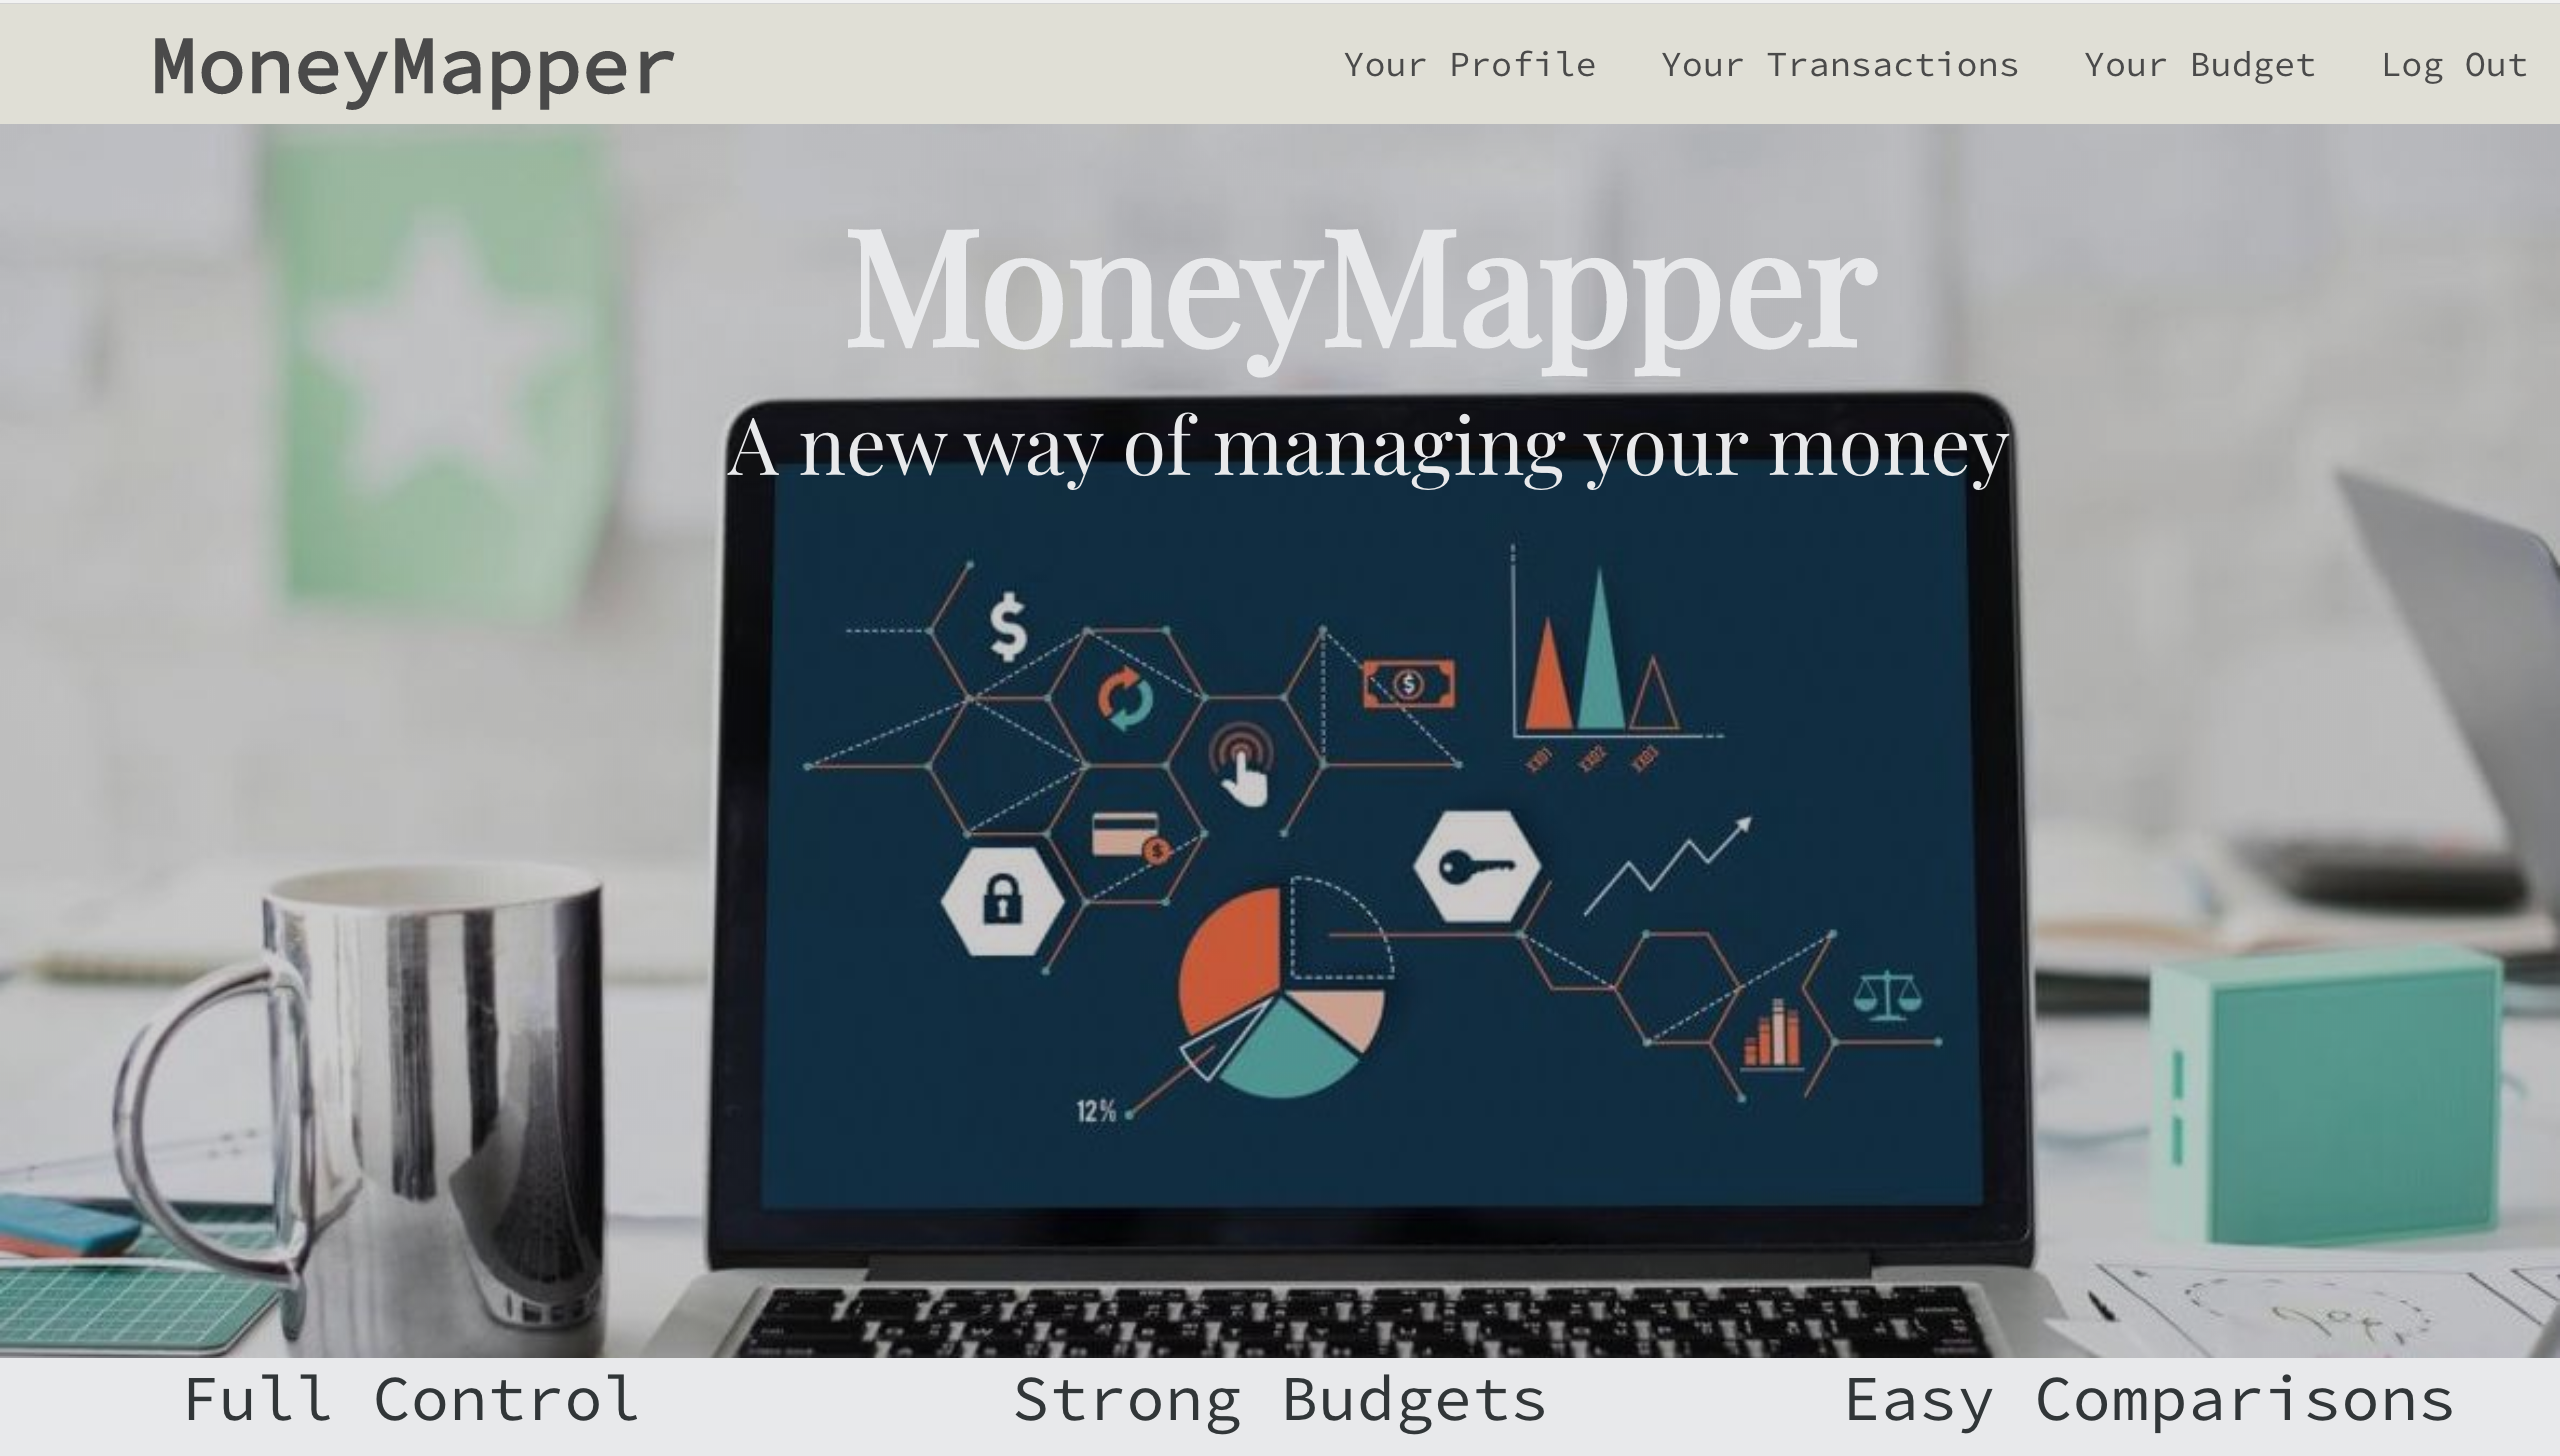 MoneyMapper
Your Profile Your Transactions Your Budget Log Out
MoneyMapper
A new way of managing your money
$
$
XX01 XX02 XX03
$
12%
Full Control Strong Budgets Easy Comparisons